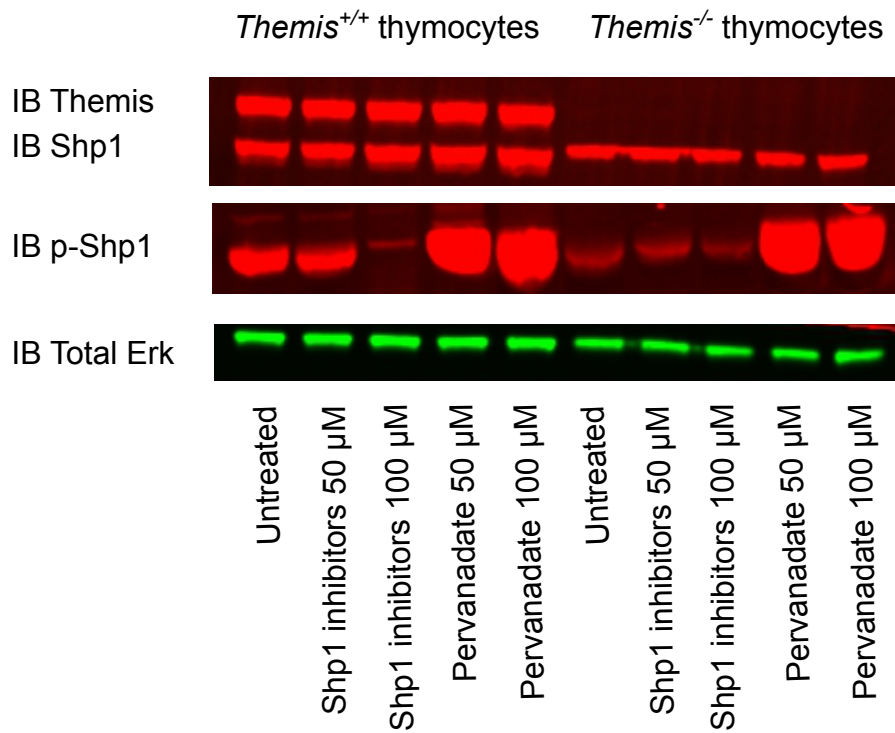 Themis+/+ thymocytes Themis-/- thymocytes
IB Themis
IB Shp1
IB p-Shp1
IB Total Erk
Untreated
Shp1 inhibitors 50 µM
Shp1 inhibitors 100 µM
Pervanadate 50 µM
Pervanadate 100 µM
Untreated
Shp1 inhibitors 50 µM
Shp1 inhibitors 100 µM
Pervanadate 50 µM
Pervanadate 100 µM